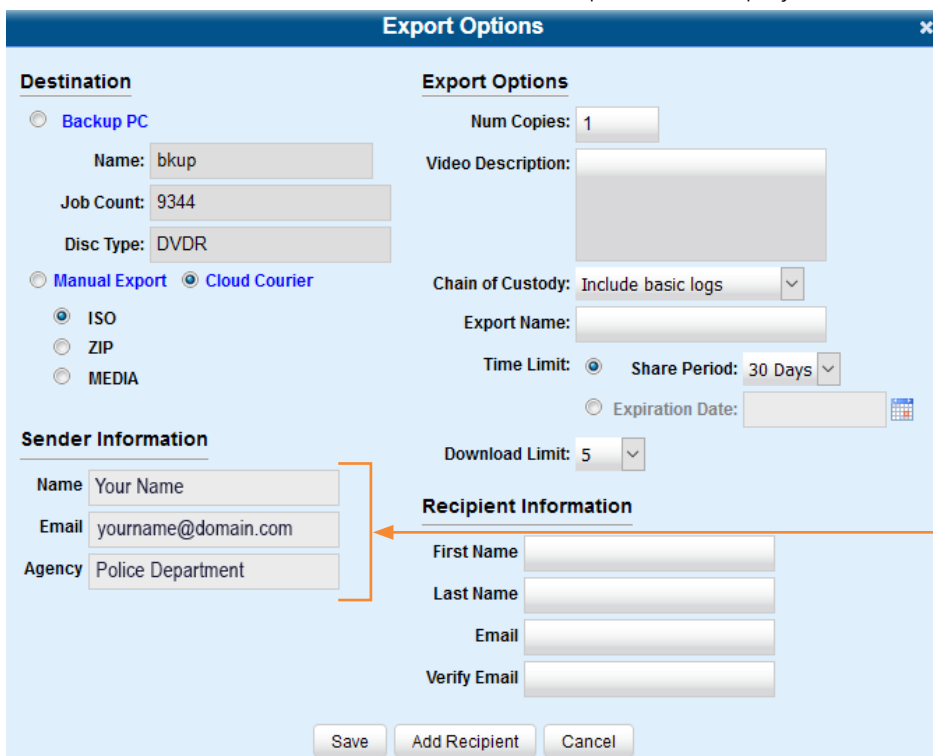 Export Options
Destination
Backup PC
Name: bkup
Job Count: 9344
Disc Type: DVDR
Manual Export Cloud Courier
ISO
ZIP
MEDIA
Sender Information
Name Your Name
Email yourname@domain.com
Agency Police Department
Export Options
Num Copies: 1
Video Description:
Chain of Custody: Include basic logs
Export Name:
Time Limit: Share Period: 30 Days
Expiration Date:
Download Limit: 5
Recipient Information
First Name
Last Name
Email
Verify Email
Save Add Recipient Cancel